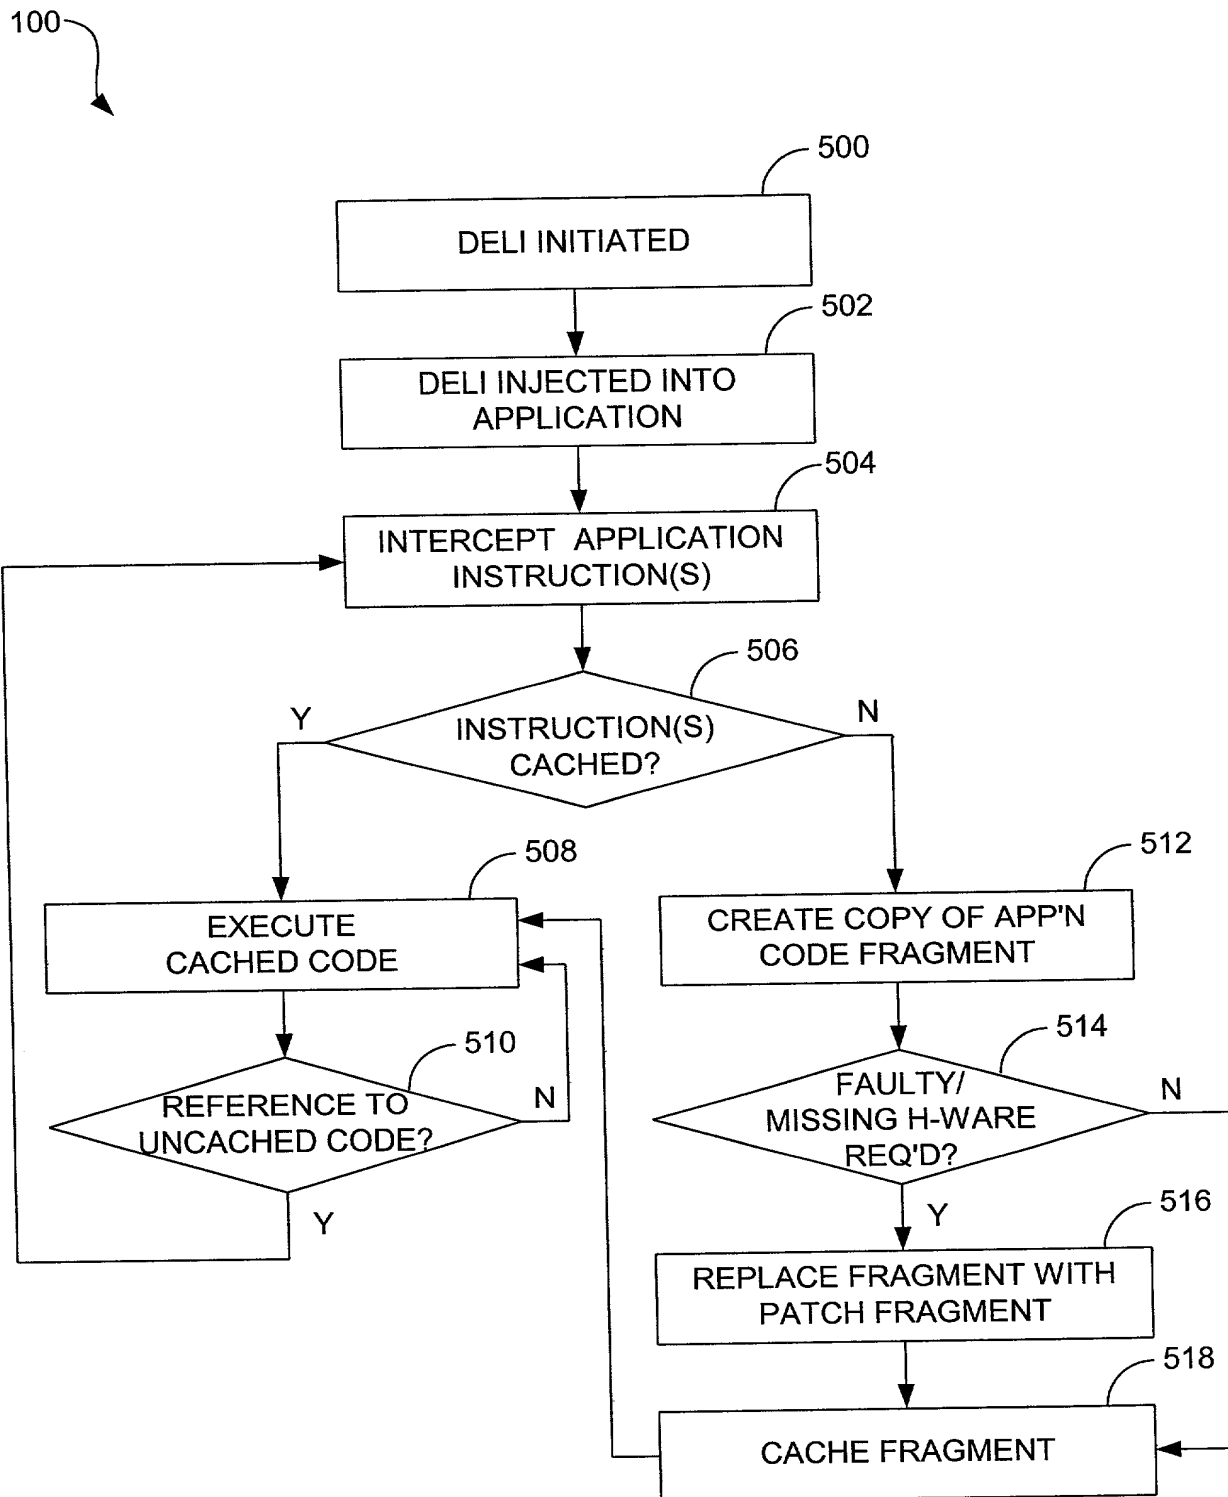 100
500
DELI INITIATED
502
DELI INJECTED INTO
APPLICATION
504
INTERCEPT APPLICATION
INSTRUCTION(S)
506
Y
N
INSTRUCTION(S)
CACHED?
508
512
EXECUTE
CACHED CODE
CREATE COPY OF APP'N
CODE FRAGMENT
510
514
REFERENCE TO
UNCACHED CODE?
N
FAULTY/
MISSING H-WARE
REQ'D?
N
Y
Y
516
REPLACE FRAGMENT WITH
PATCH FRAGMENT
518
CACHE FRAGMENT